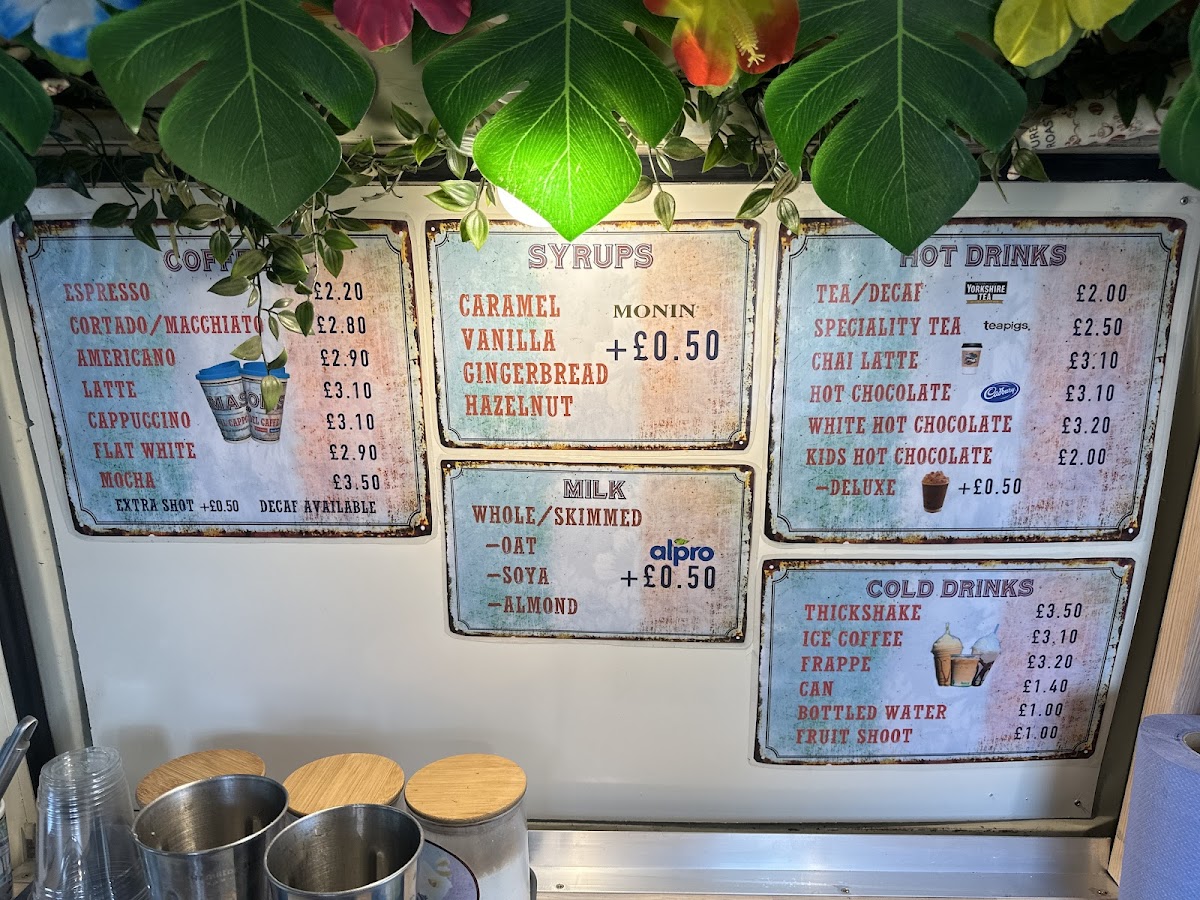 COFFEE
ESPRESSO £2.20
CORTADO/MACCHIATO £2.80
AMERICANO £2.90
LATTE £3.10
CAPPUCCINO £3.10
FLAT WHITE £2.90
MOCHA £3.50
EXTRA SHOT +£0.50 DECAF AVAILABLE
SYRUPS
CARAMEL MONIN
VANILLA +£0.50
GINGERBREAD
HAZELNUT
MILK
WHOLE/SKIMMED
-OAT alpro
-SOYA +£0.50
-ALMOND
HOT DRINKS
TEA/DECAF YORKSHIRE TEA £2.00
SPECIALITY TEA teapigs. £2.50
CHAI LATTE £3.10
HOT CHOCOLATE Cadbury £3.10
WHITE HOT CHOCOLATE £3.20
KIDS HOT CHOCOLATE £2.00
-DELUXE +£0.50
COLD DRINKS
THICKSHAKE £3.50
ICE COFFEE £3,10
FRAPPE £3.20
CAN £1.40
BOTTLED WATER £1.00
FRUIT SHOOT £1.00